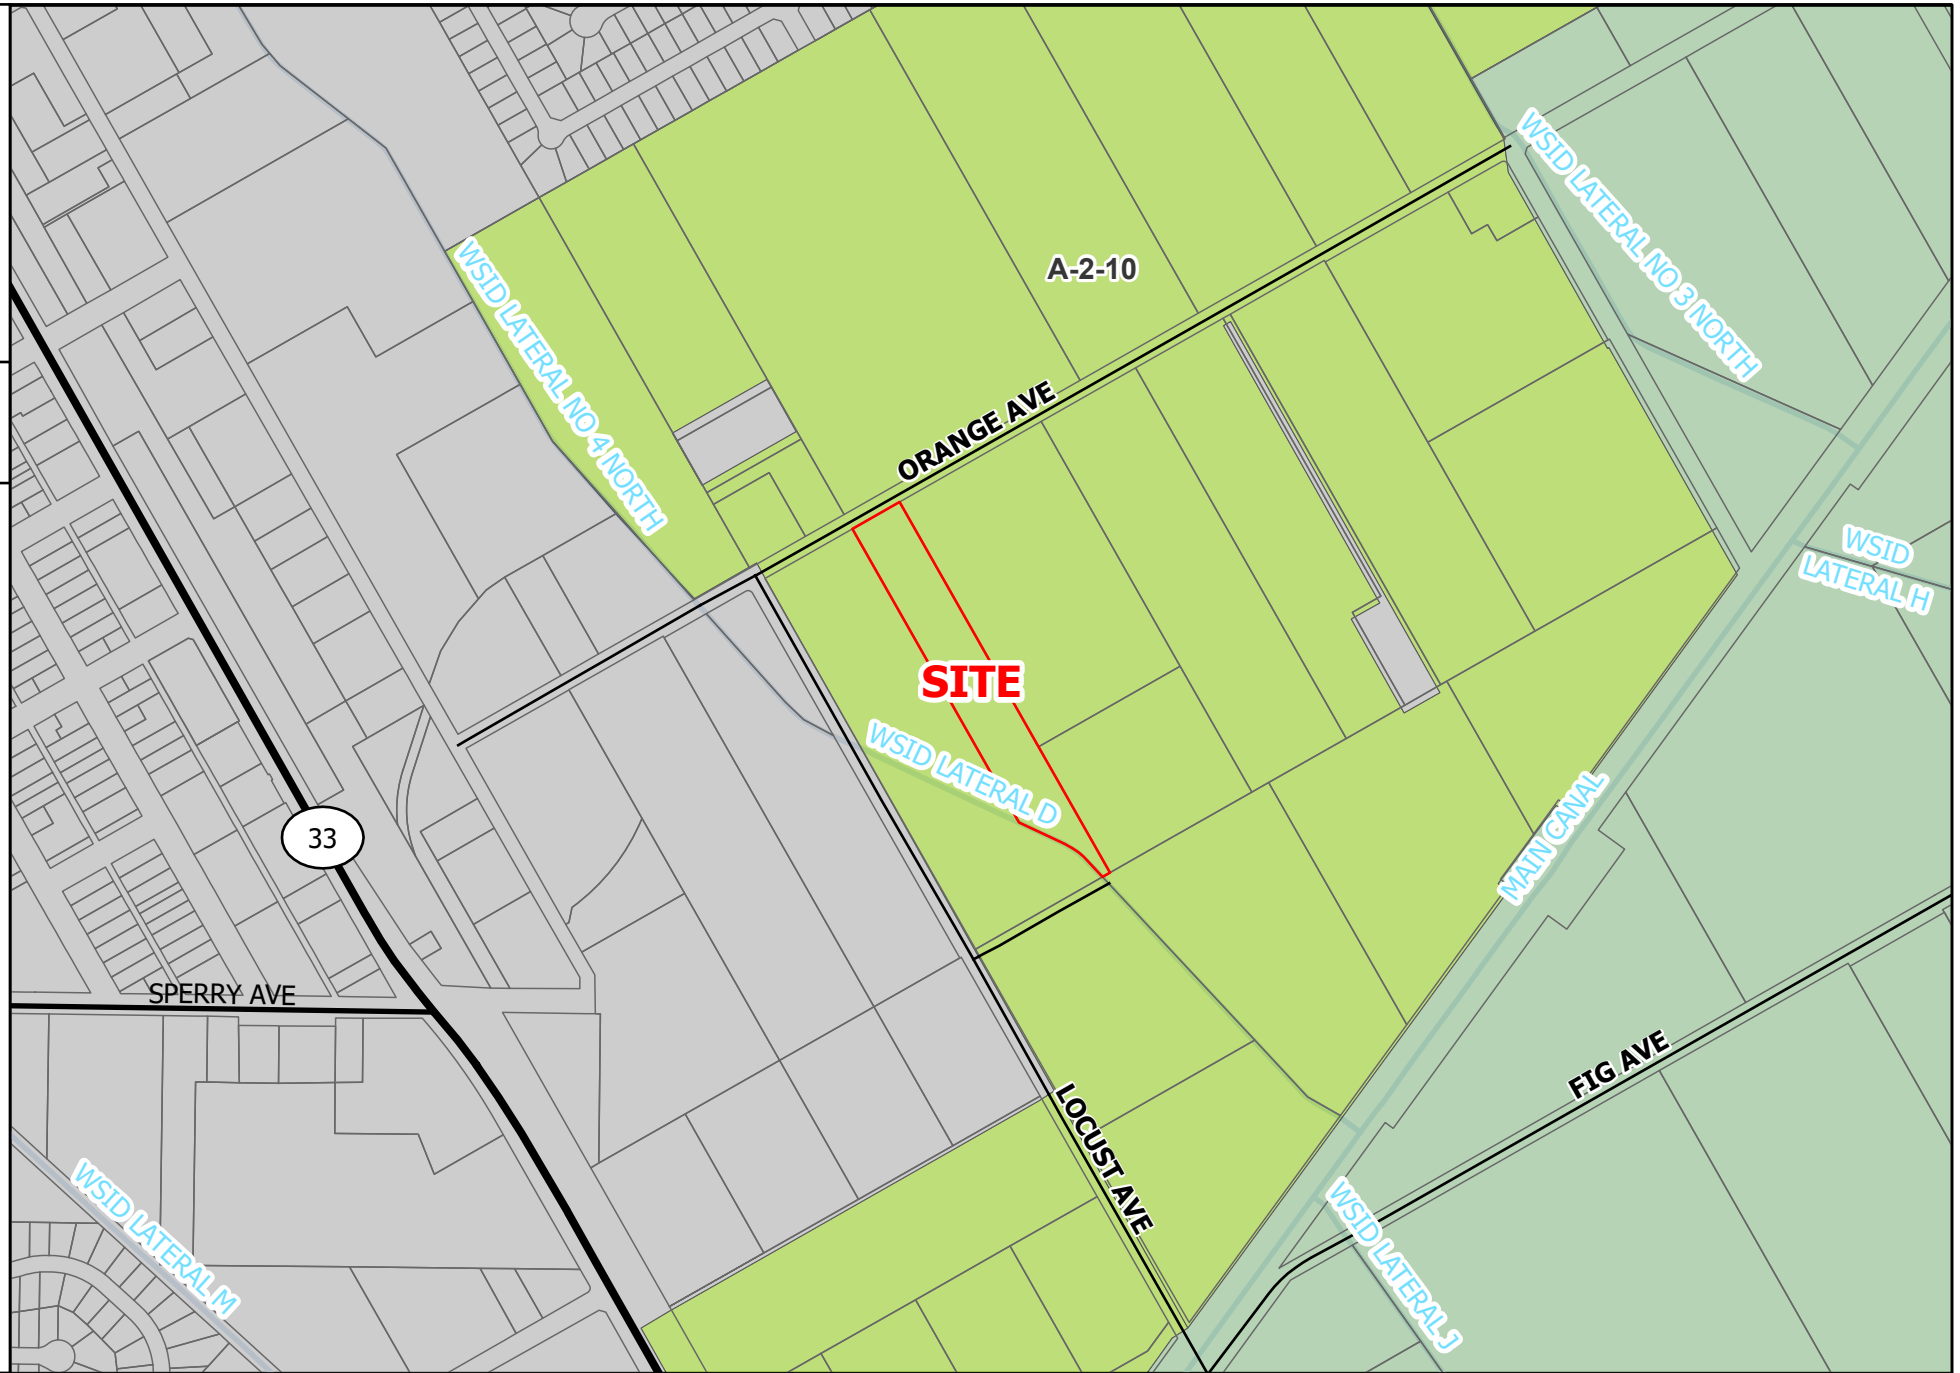 WSID LATERAL NO 3 NORTH
A-2-10
WSID LATERAL NO 4 NORTH
ORANGE AVE
WSID
LATERAL H
SITE
WSID LATERAL D
MAIN CANAL
33
SPERRY AVE
FIG AVE
LOCUST AVE
WSID LATERAL M
WSID LATERAL J